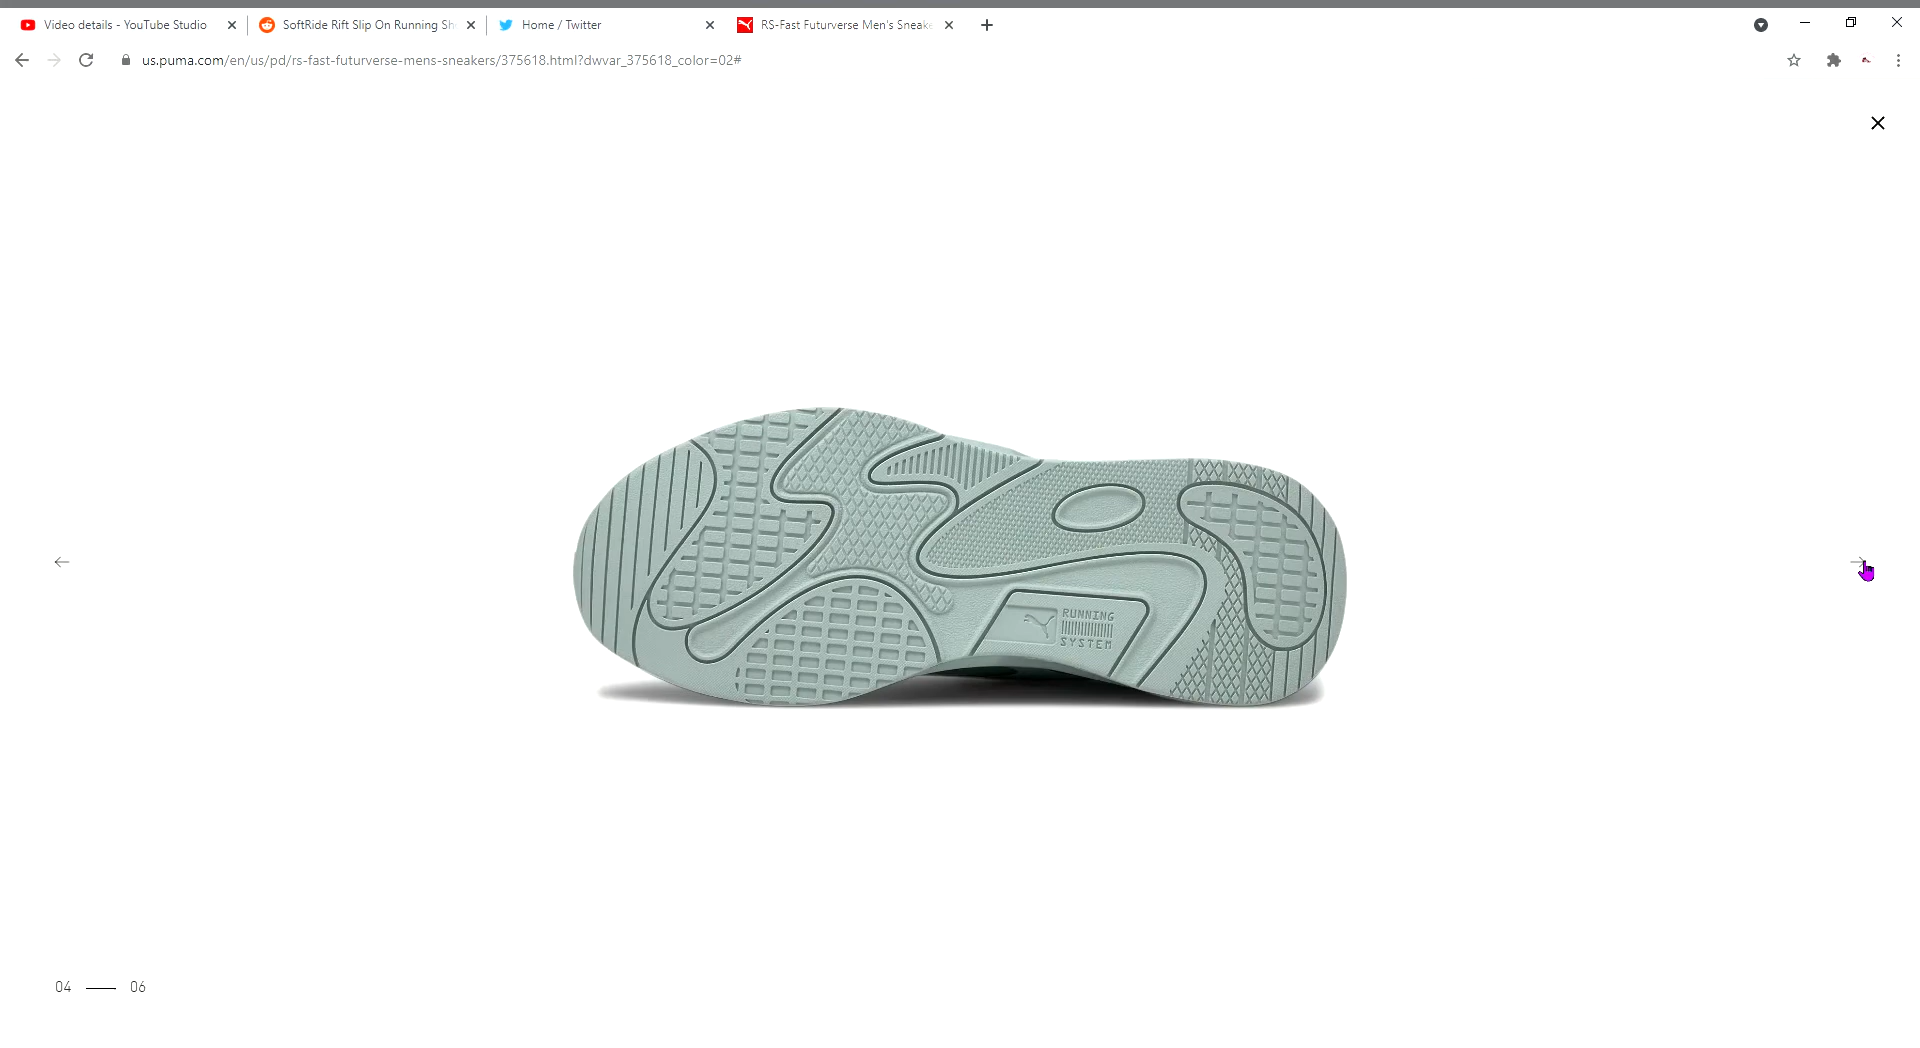 Video details - YouTube Studio
SoftRide Rift Slip On Running Sh
Home / Twitter
RS-Fast Futurverse Men's Sneake
us.puma.com/en/us/pd/rs-fast-futurverse-mens-sneakers/375618.html?dwvar_375618_color=02#
RUNNING
SYSTEM
04
06